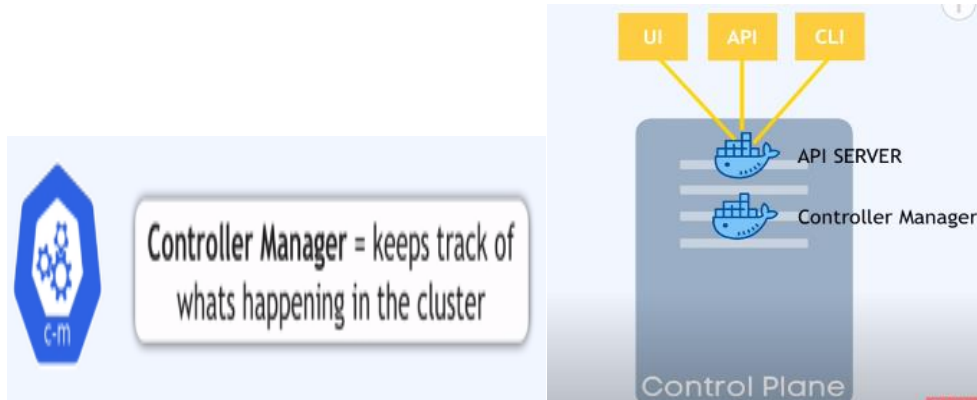 c-m
Controller Manager = keeps track of
whats happening in the cluster
UI
API
CLI
API SERVER
Controller Manager
Control Plane